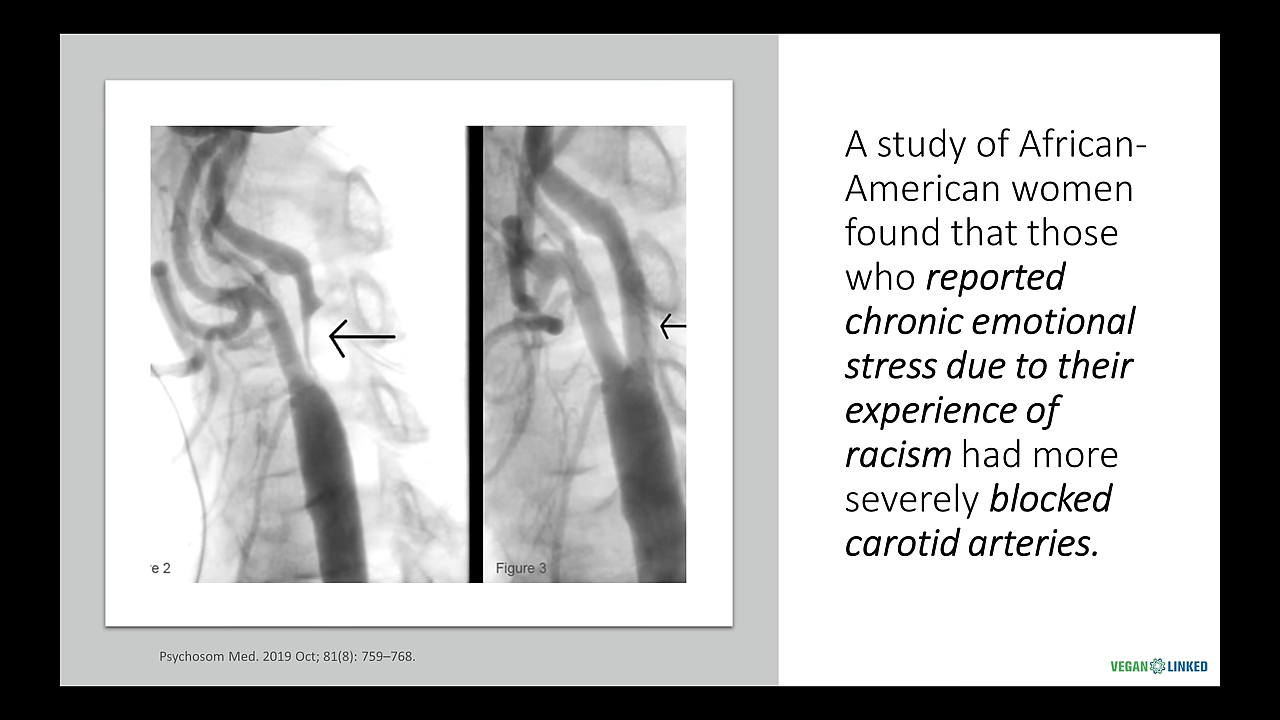 A study of African-
American women
found that those
who reported
chronic emotional
stress due to their
experience of
racism had more
severely blocked
carotid arteries.
e 2
Figure 3
Psychosom Med. 2019 Oct; 81(8): 759–768.
VEGAN LINKED